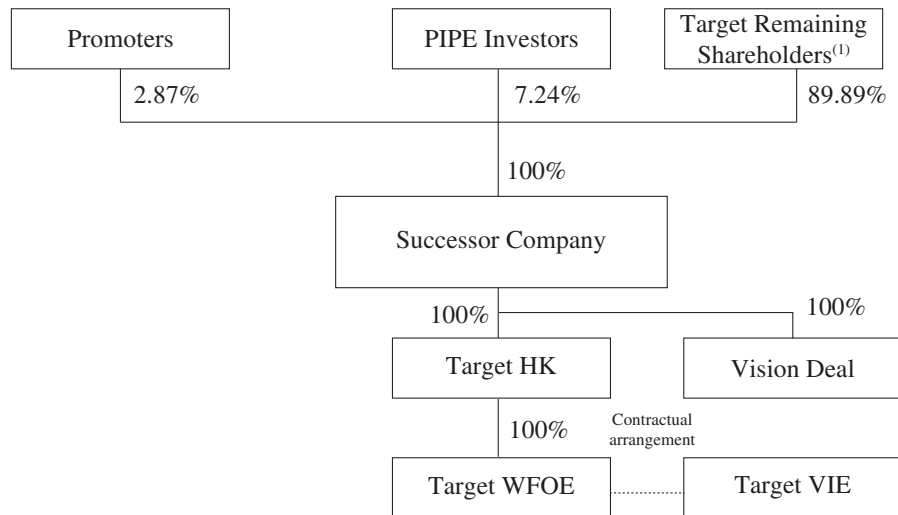 Promoters
PIPE Investors
Target Remaining
Shareholders(1)
2.87%
7.24%
89.89%
100%
Successor Company
100%
100%
Target HK
Vision Deal
100%
Contractual
arrangement
Target WFOE
Target VIE